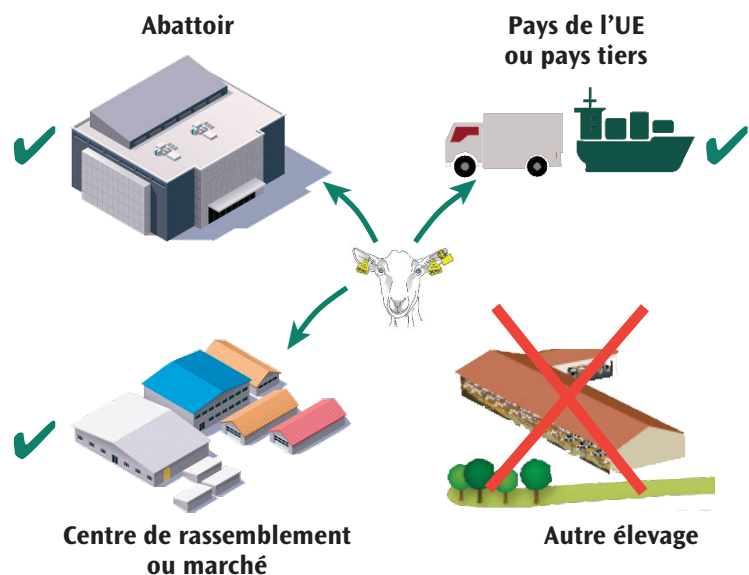 Abattoir
Pays de l’UE
ou pays tiers
Centre de rassemblement
ou marché
Autre élevage